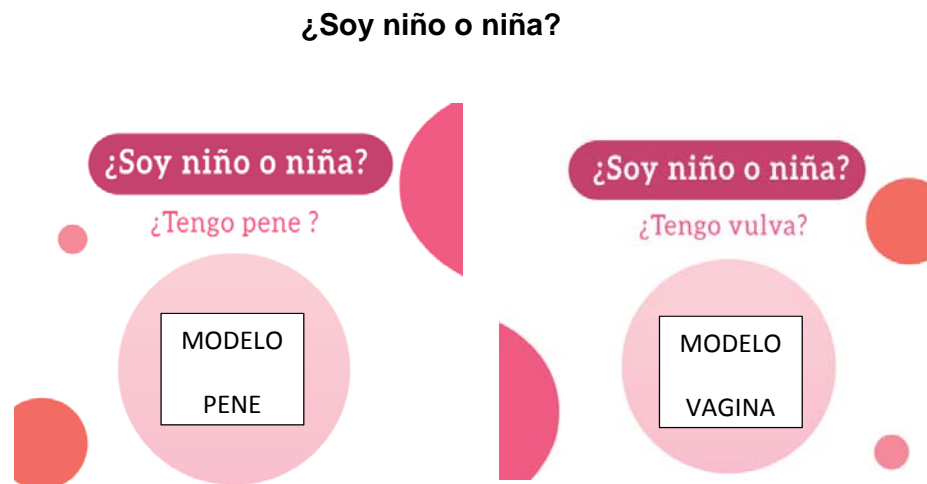 ¿Soy niño o niña?
¿Soy niño o niña?
¿Tengo pene ?
MODELO
PENE
¿Soy niño o niña?
¿Tengo vulva?
MODELO
VAGINA